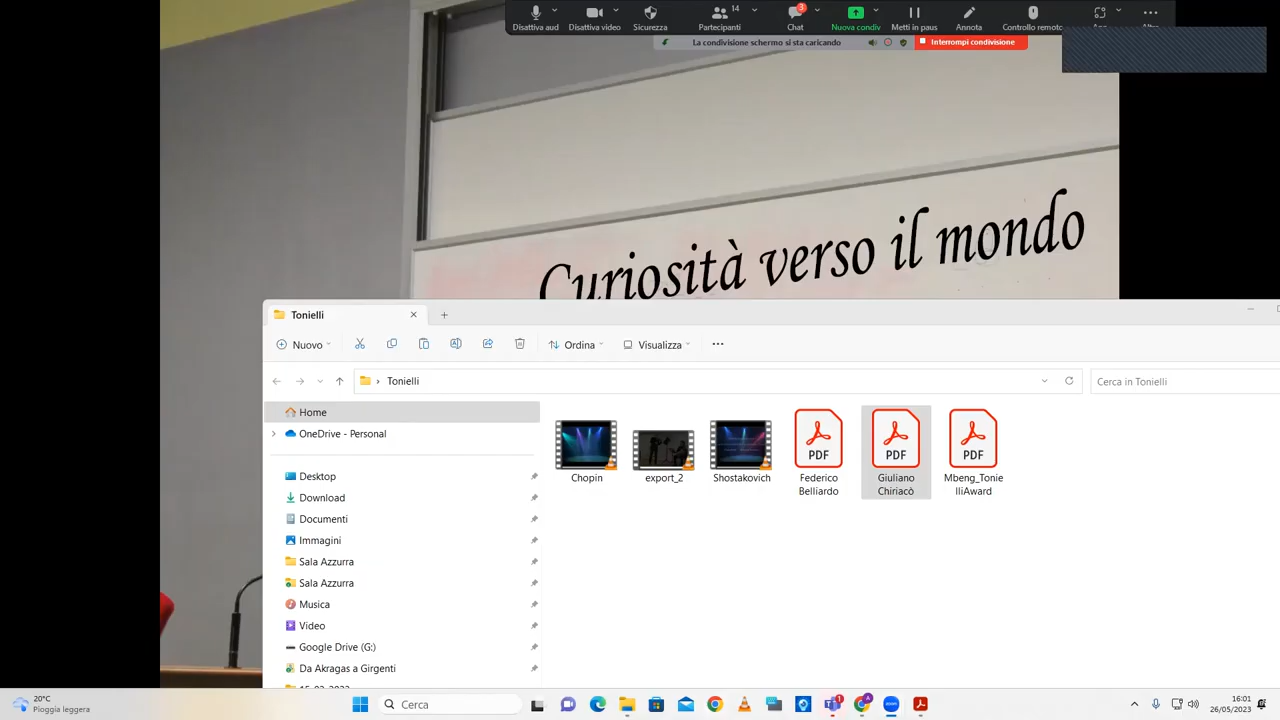 14
3
Disattiva aud
Disattiva video
Sicurezza
Partecipanti
Chat
Nuova condiv
Metti in paus
Annota
Controllo remoto
La condivisione schermo si sta caricando
Interrompi condivisione
Curiosità verso il mondo
Tonielli
Nuovo
Ordina
Visualizza
Tonielli
Cerca in Tonielli
Home
OneDrive - Personal
Desktop
Download
Documenti
Immagini
Sala Azzurra
Sala Azzurra
Musica
Video
Google Drive (G:)
Da Akragas a Girgenti
PDF
PDF
PDF
Chopin
export_2
Shostakovich
Federico
Belliardo
Giuliano
Chiriacò
Mbeng_Tonie
lliAward
20°C
Pioggia leggera
Cerca
16:01
26/05/2023